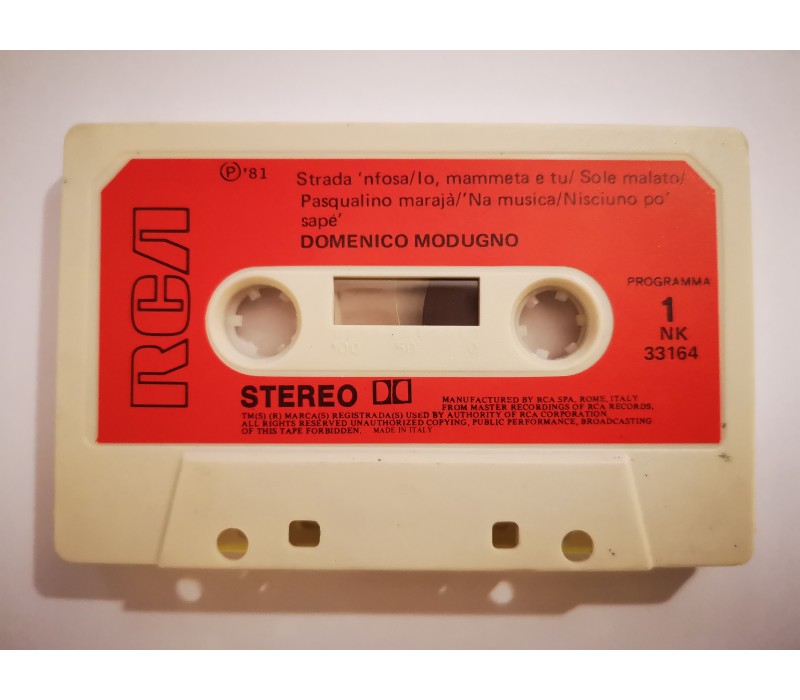 Ⓟ'81
Strada 'nfosa/Io, mammeta e tu/ Sole malato/
Pasqualino marajà/'Na musica/Nisciuno po'
sapé'
DOMENICO MODUGNO
RCA
PROGRAMMA
1
NK
33164
100 50 0
STEREO
MANUFACTURED BY RCA SPA, ROME, ITALY
FROM MASTER RECORDINGS OF RCA RECORDS.
TM(S) (R) MARCA(S) REGISTRADA(S) USED BY AUTHORITY OF RCA CORPORATION.
ALL RIGHTS RESERVED UNAUTHORIZED COPYING, PUBLIC PERFORMANCE, BROADCASTING
OF THIS TAPE FORBIDDEN. MADE IN ITALY